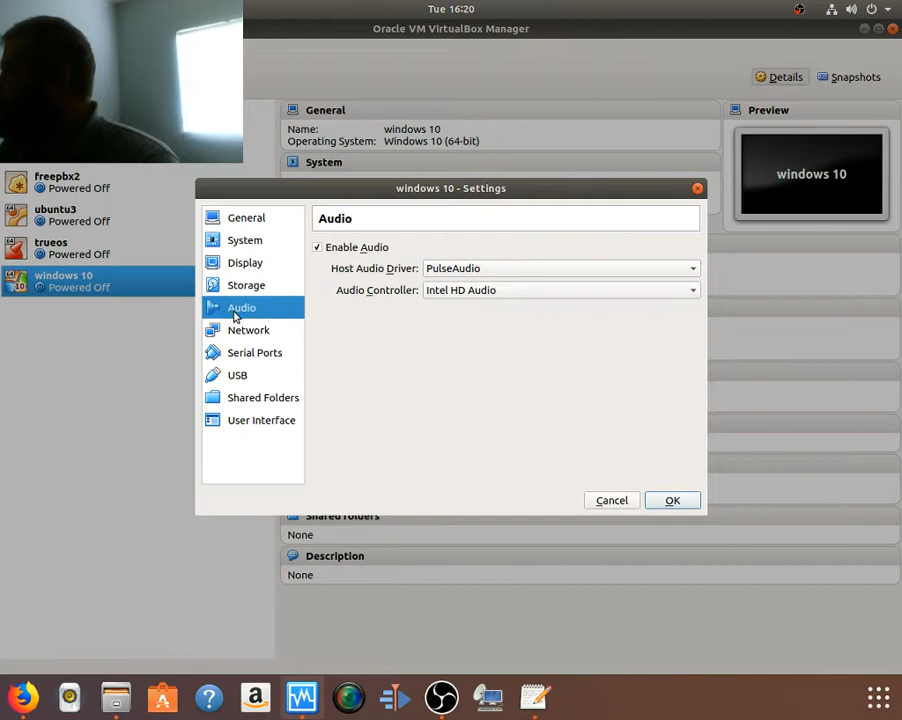 Tue 16:20
Oracle VM VirtualBox Manager
Details
Snapshots
General
Name: windows 10
Operating System: Windows 10 (64-bit)
System
Preview
windows 10
freepbx2
Powered Off
ubuntu3
Powered Off
trueos
Powered Off
windows 10
Powered Off
windows 10 - Settings
General
System
Display
Storage
Audio
Network
Serial Ports
USB
Shared Folders
User Interface
Audio
Enable Audio
Host Audio Driver: PulseAudio
Audio Controller: Intel HD Audio
Cancel
OK
Shared folders
None
Description
None